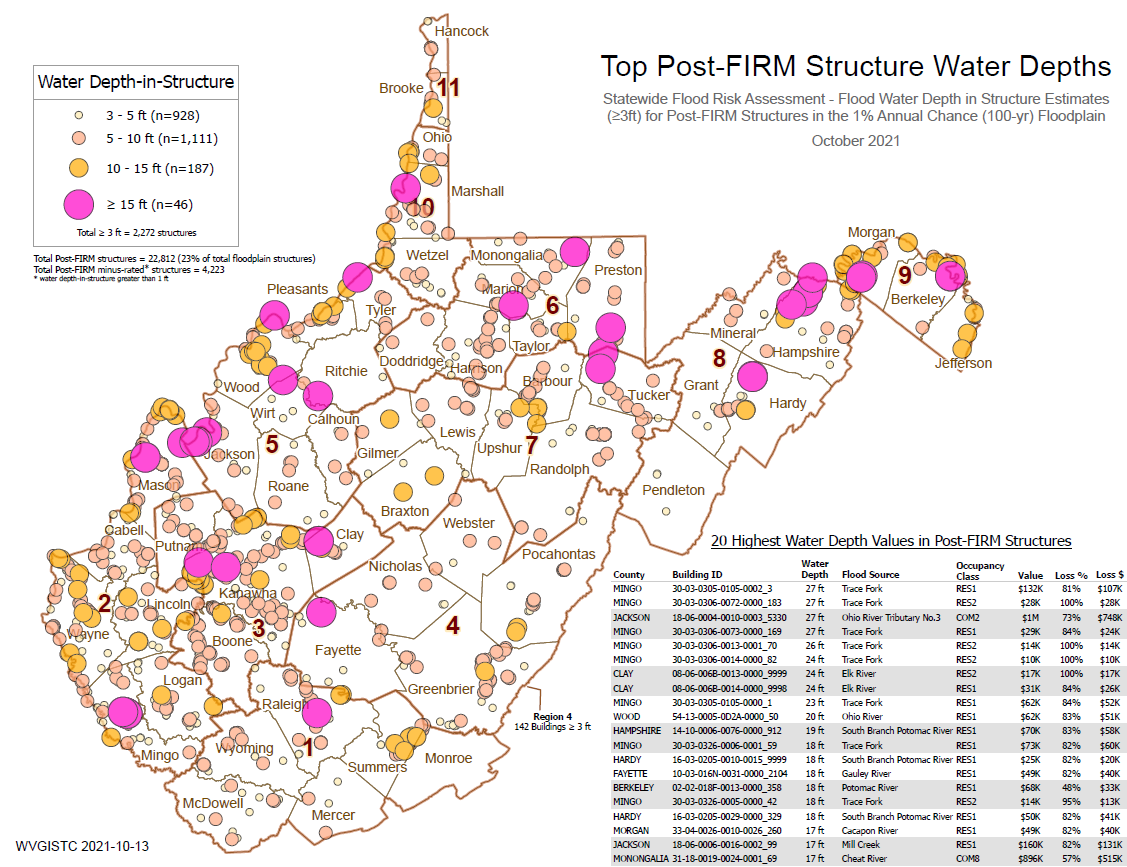 Top Post-FIRM Structure Water Depths
Statewide Flood Risk Assessment - Flood Water Depth in Structure Estimates
(≥3ft) for Post-FIRM Structures in the 1% Annual Chance (100-yr) Floodplain
October 2021
Water Depth-in-Structure
3 - 5 ft (n=928)
5 - 10 ft (n=1,111)
10 - 15 ft (n=187)
≥ 15 ft (n=46)
Total ≥ 3 ft = 2,272 structures
Total Post-FIRM structures = 22,812 (23% of total floodplain structures)
Total Post-FIRM minus-rated* structures = 4,223
* water depth-in-structure greater than 1 ft
Hancock
Brooke
11
Ohio
Marshall
10
Wetzel
Monongalia
Preston
Morgan
9
Berkeley
Jefferson
Pleasants
Tyler
Marion
6
Taylor
Mineral
8
Hampshire
Doddridge
Harrison
Ritchie
Wood
Barbour
Tucker
Grant
Hardy
Wirt
Calhoun
Lewis
Gilmer
5
Upshur
7
Jackson
Randolph
Mason
Roane
Pendleton
Braxton
Webster
Cabell
Putnam
Clay
Pocahontas
Nicholas
Kanawha
2
Lincoln
Wayne
3
Boone
4
Fayette
Logan
Greenbrier
Raleigh
Region 4
142 Buildings ≥ 3 ft
1
Mingo
Wyoming
Summers
Monroe
McDowell
Mercer
20 Highest Water Depth Values in Post-FIRM Structures
County Building ID Water Depth Flood Source Occupancy Class Value Loss % Loss $
MINGO 30-03-0305-0105-0002_3 27 ft Trace Fork RES1 $132K 81% $107K
MINGO 30-03-0306-0072-0000_183 27 ft Trace Fork RES2 $28K 100% $28K
JACKSON 18-06-0004-0010-0003_5330 27 ft Ohio River Tributary No.3 COM2 $1M 73% $748K
MINGO 30-03-0306-0073-0000_169 27 ft Trace Fork RES1 $29K 84% $24K
MINGO 30-03-0306-0013-0001_70 26 ft Trace Fork RES2 $14K 100% $14K
MINGO 30-03-0306-0014-0000_82 24 ft Trace Fork RES2 $10K 100% $10K
CLAY 08-06-006B-0013-0000_9999 24 ft Elk River RES2 $17K 100% $17K
CLAY 08-06-006B-0014-0000_9998 24 ft Elk River RES1 $31K 84% $26K
MINGO 30-03-0305-0105-0000_1 23 ft Trace Fork RES1 $62K 84% $52K
WOOD 54-13-0005-0D2A-0000_50 20 ft Ohio River RES1 $62K 83% $51K
HAMPSHIRE 14-10-0006-0076-0000_912 19 ft South Branch Potomac River RES1 $70K 83% $58K
MINGO 30-03-0326-0006-0001_59 18 ft Trace Fork RES1 $73K 82% $60K
HARDY 16-03-0205-0010-0015_9999 18 ft South Branch Potomac River RES1 $25K 82% $20K
FAYETTE 10-03-016N-0031-0000_2104 18 ft Gauley River RES1 $49K 82% $40K
BERKELEY 02-02-018F-0013-0000_358 18 ft Potomac River RES1 $68K 48% $33K
MINGO 30-03-0326-0005-0000_42 18 ft Trace Fork RES2 $14K 95% $13K
HARDY 16-03-0205-0029-0000_329 18 ft South Branch Potomac River RES1 $50K 82% $41K
MORGAN 33-04-0026-0010-0026_260 17 ft Cacapon River RES1 $49K 82% $40K
JACKSON 18-06-0006-0016-0002_99 17 ft Mill Creek RES1 $160K 82% $131K
MONONGALIA 31-18-0019-0024-0001_69 17 ft Cheat River COM8 $896K 57% $515K
WVGISTC 2021-10-13